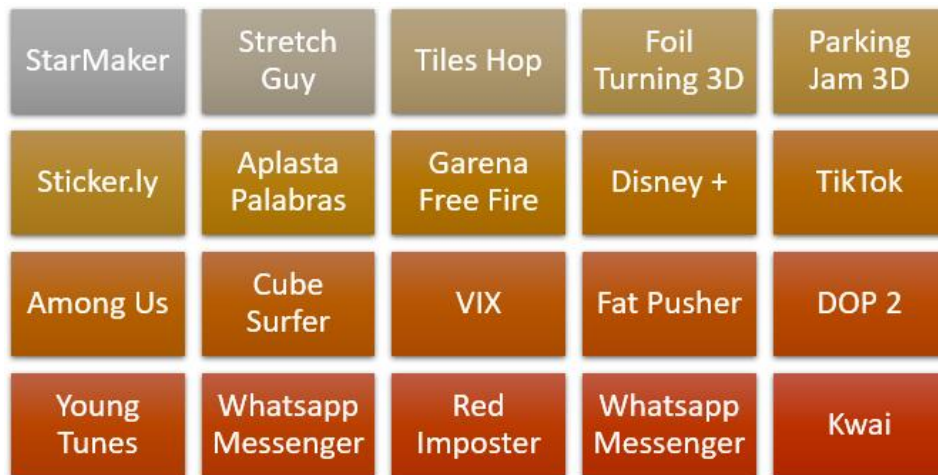 StarMaker
Stretch
Guy
Tiles Hop
Foil
Turning 3D
Parking
Jam 3D
Sticker.ly
Aplasta
Palabras
Garena
Free Fire
Disney +
TikTok
Among Us
Cube
Surfer
VIX
Fat Pusher
DOP 2
Young
Tunes
Whatsapp
Messenger
Red
Imposter
Whatsapp
Messenger
Kwai